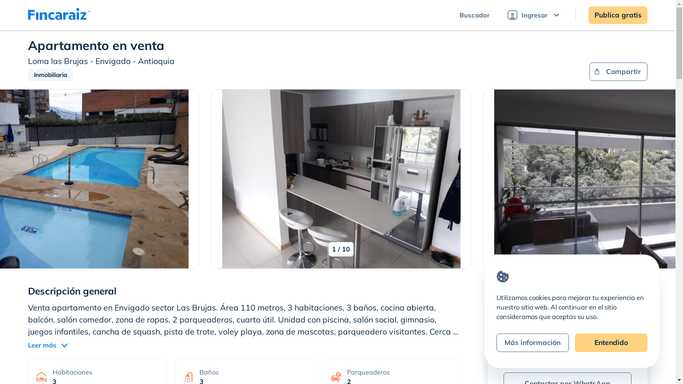 Fincaraiz
Buscador
Ingresar
Publica gratis
Apartamento en venta
Loma las Brujas - Envigado - Antioquia
Inmobiliaria
Compartir
1 / 10
Descripción general
Venta apartamento en Envigado sector Las Brujas. Área 110 metros, 3 habitaciones, 3 baños, cocina abierta,
balcón, salón comedor, zona de ropas, 2 parqueaderos, cuarto útil. Unidad con piscina, salón social, gimnasio,
juegos infantiles, cancha de squash, pista de trote, voley playa, zona de mascotas, parqueadero visitantes. Cerca ...
Leer más
Habitaciones
3
Baños
3
Parqueaderos
2
Utilizamos cookies para mejorar tu experiencia en
nuestro sitio web. Al continuar en el sitio
consideramos que aceptas su uso.
Más información
Entendido
Contactar por WhatsApp